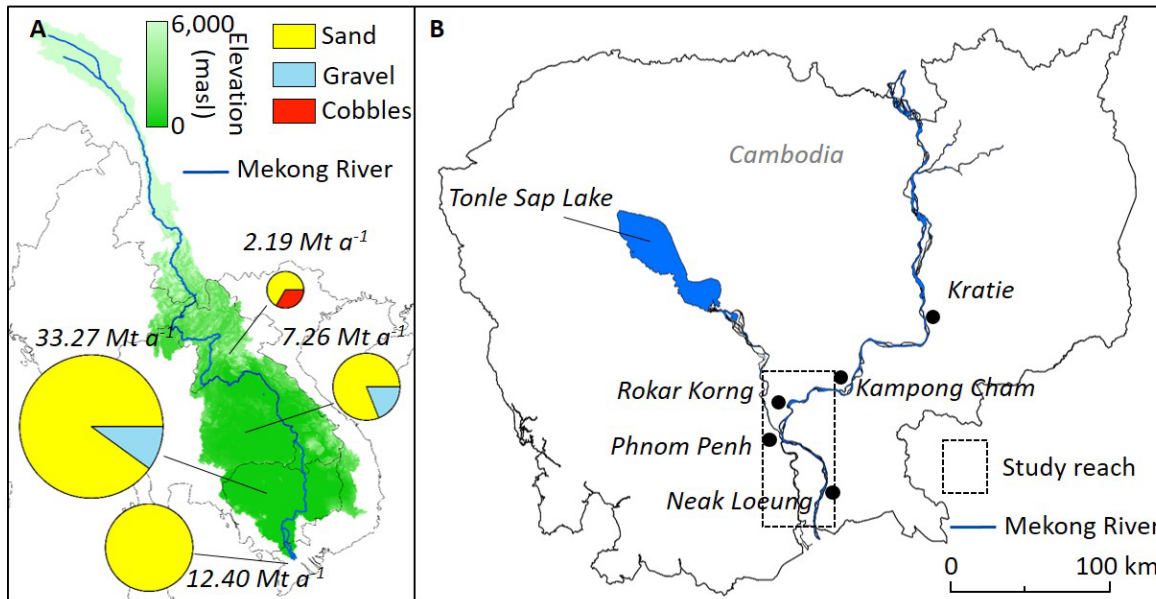 A
6,000
0
Elevation
(masl)
Sand
Gravel
Cobbles
Mekong River
2.19 Mt a⁻¹
33.27 Mt a⁻¹
7.26 Mt a⁻¹
12.40 Mt a⁻¹
B
Cambodia
Tonle Sap Lake
Kratie
Rokar Korng
Kampong Cham
Phnom Penh
Neak Loeung
Study reach
Mekong River
0
100 km